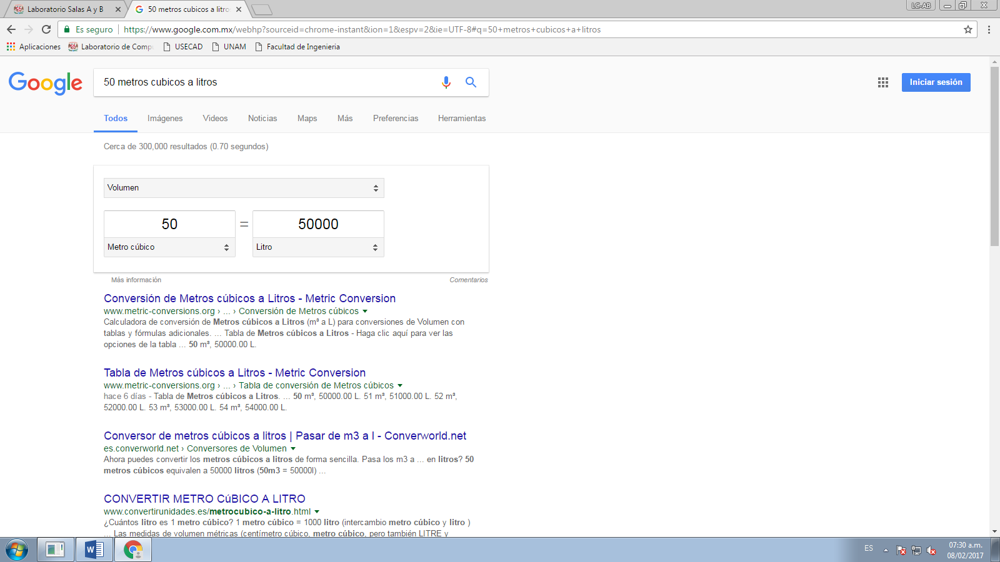 Laboratorio Salas A y B
50 metros cubicos a litro
LC-AB
Es seguro
https://www.google.com.mx/webhp?sourceid=chrome-instant&ion=1&espv=2&ie=UTF-8#q=50+metros+cubicos+a+litros
Aplicaciones
Laboratorio de Comp
USECAD
UNAM
Facultad de Ingenieria
Google
50 metros cubicos a litros
Iniciar sesión
Todos
Imágenes
Videos
Noticias
Maps
Más
Preferencias
Herramientas
Cerca de 300,000 resultados (0.70 segundos)
Volumen
50 = 50000
Metro cúbico
Litro
Más información
Comentarios
Conversión de Metros cúbicos a Litros - Metric Conversion
www.metric-conversions.org › ... › Conversión de Metros cúbicos
Calculadora de conversión de Metros cúbicos a Litros (m³ a L) para conversiones de Volumen con
tablas y fórmulas adicionales. ... Tabla de Metros cúbicos a Litros - Haga clic aquí para ver las
opciones de la tabla ... 50 m³, 50000.00 L.
Tabla de Metros cúbicos a Litros - Metric Conversion
www.metric-conversions.org › ... › Tabla de conversión de Metros cúbicos
hace 6 días - Tabla de Metros cúbicos a Litros. ... 50 m³, 50000.00 L. 51 m³, 51000.00 L. 52 m³,
52000.00 L. 53 m³, 53000.00 L. 54 m³, 54000.00 L.
Conversor de metros cúbicos a litros | Pasar de m3 a l - Converworld.net
es.converworld.net › Conversores de Volumen
Ahora puedes convertir los metros cúbicos a litros de forma sencilla. Pasa los m3 a ... en litros? 50
metros cúbicos equivalen a 50000 litros (50m3 = 50000l) ...
CONVERTIR METRO CúBICO A LITRO
www.convertirunidades.es/metrocubico-a-litro.html
¿Cuántos litro es 1 metro cúbico? 1 metro cúbico = 1000 litro (intercambio metro cúbico y litro )
... Las medidas de volumen métricas (centímetro cúbico, metro cúbico, pero también LITRE y
ES
07:30 a.m.
08/02/2017